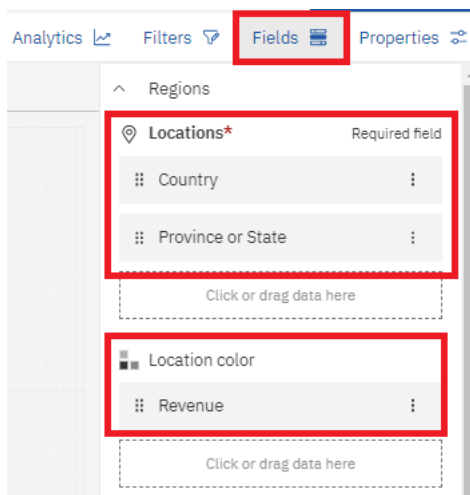 Analytics Filters Fields Properties
Regions
Locations* Required field
Country
Province or State
Click or drag data here
Location color
Revenue
Click or drag data here